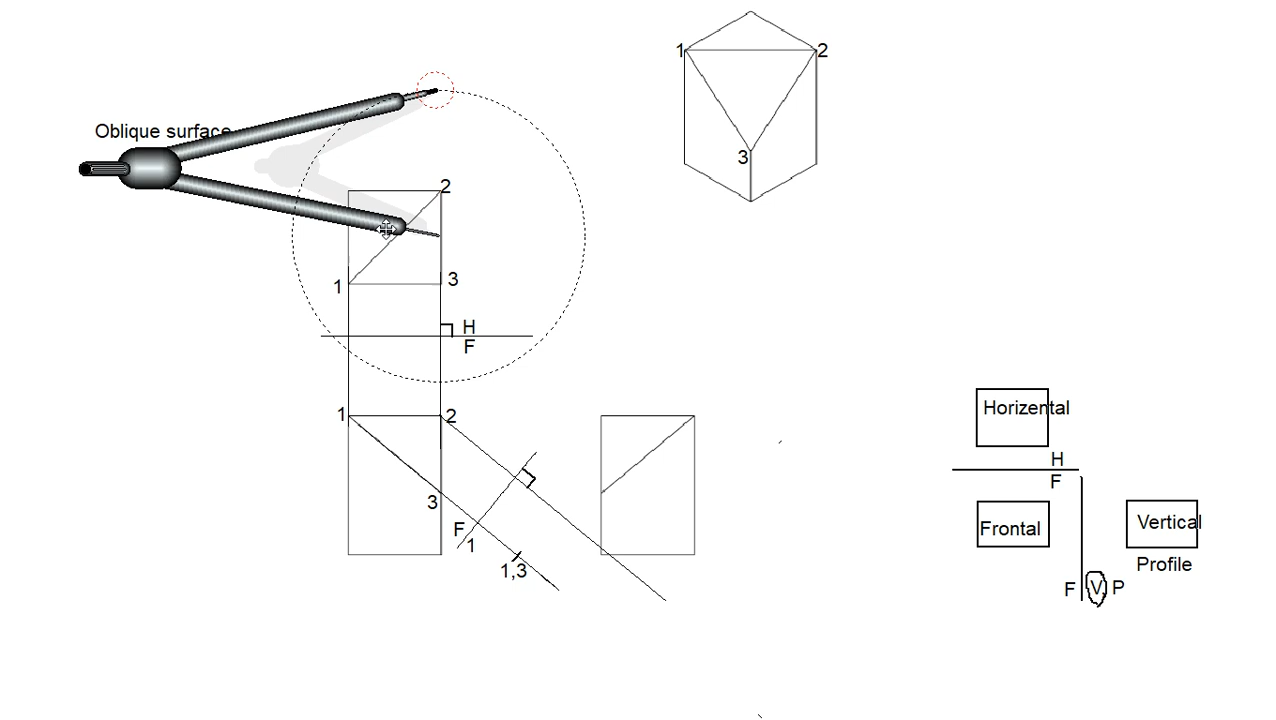 1
2
3
Oblique surface
2
1
3
H
F
1
2
3
F
1
1,3
Horizental
H
F
Frontal
Vertical
Profile
F
V
P